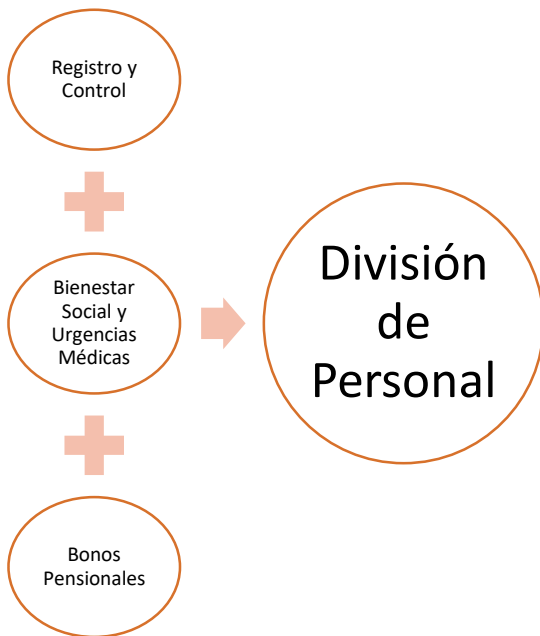 Registro y
Control
Bienestar
Social y
Urgencias
Médicas
Bonos
Pensionales
División
de
Personal